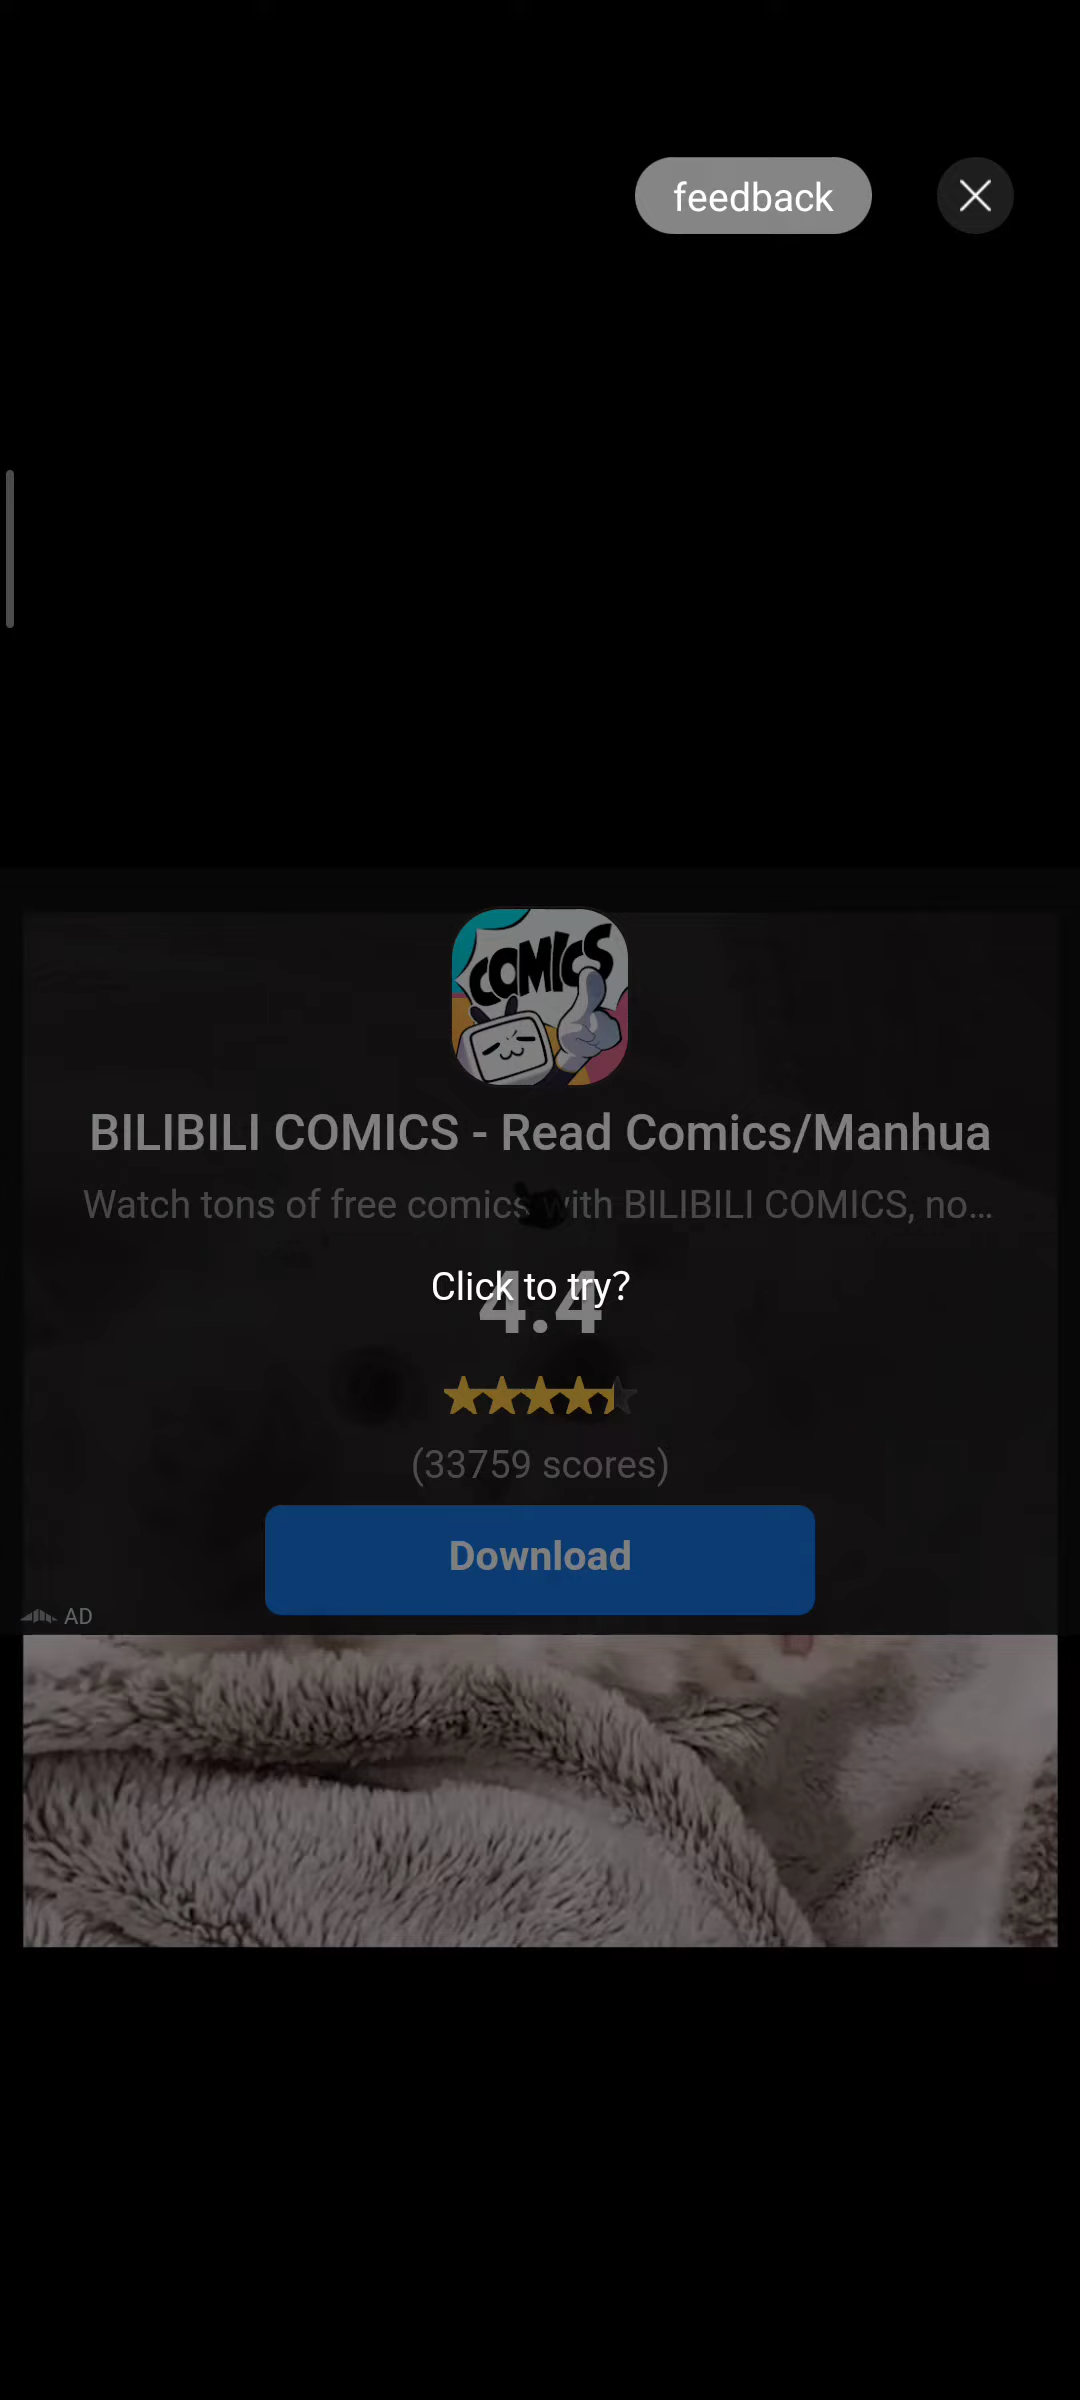 feedback
COMICS
BILIBILI COMICS - Read Comics/Manhua
Watch tons of free comics with BILIBILI COMICS, no...
Click to try?
4.4
(33759 scores)
Download
AD